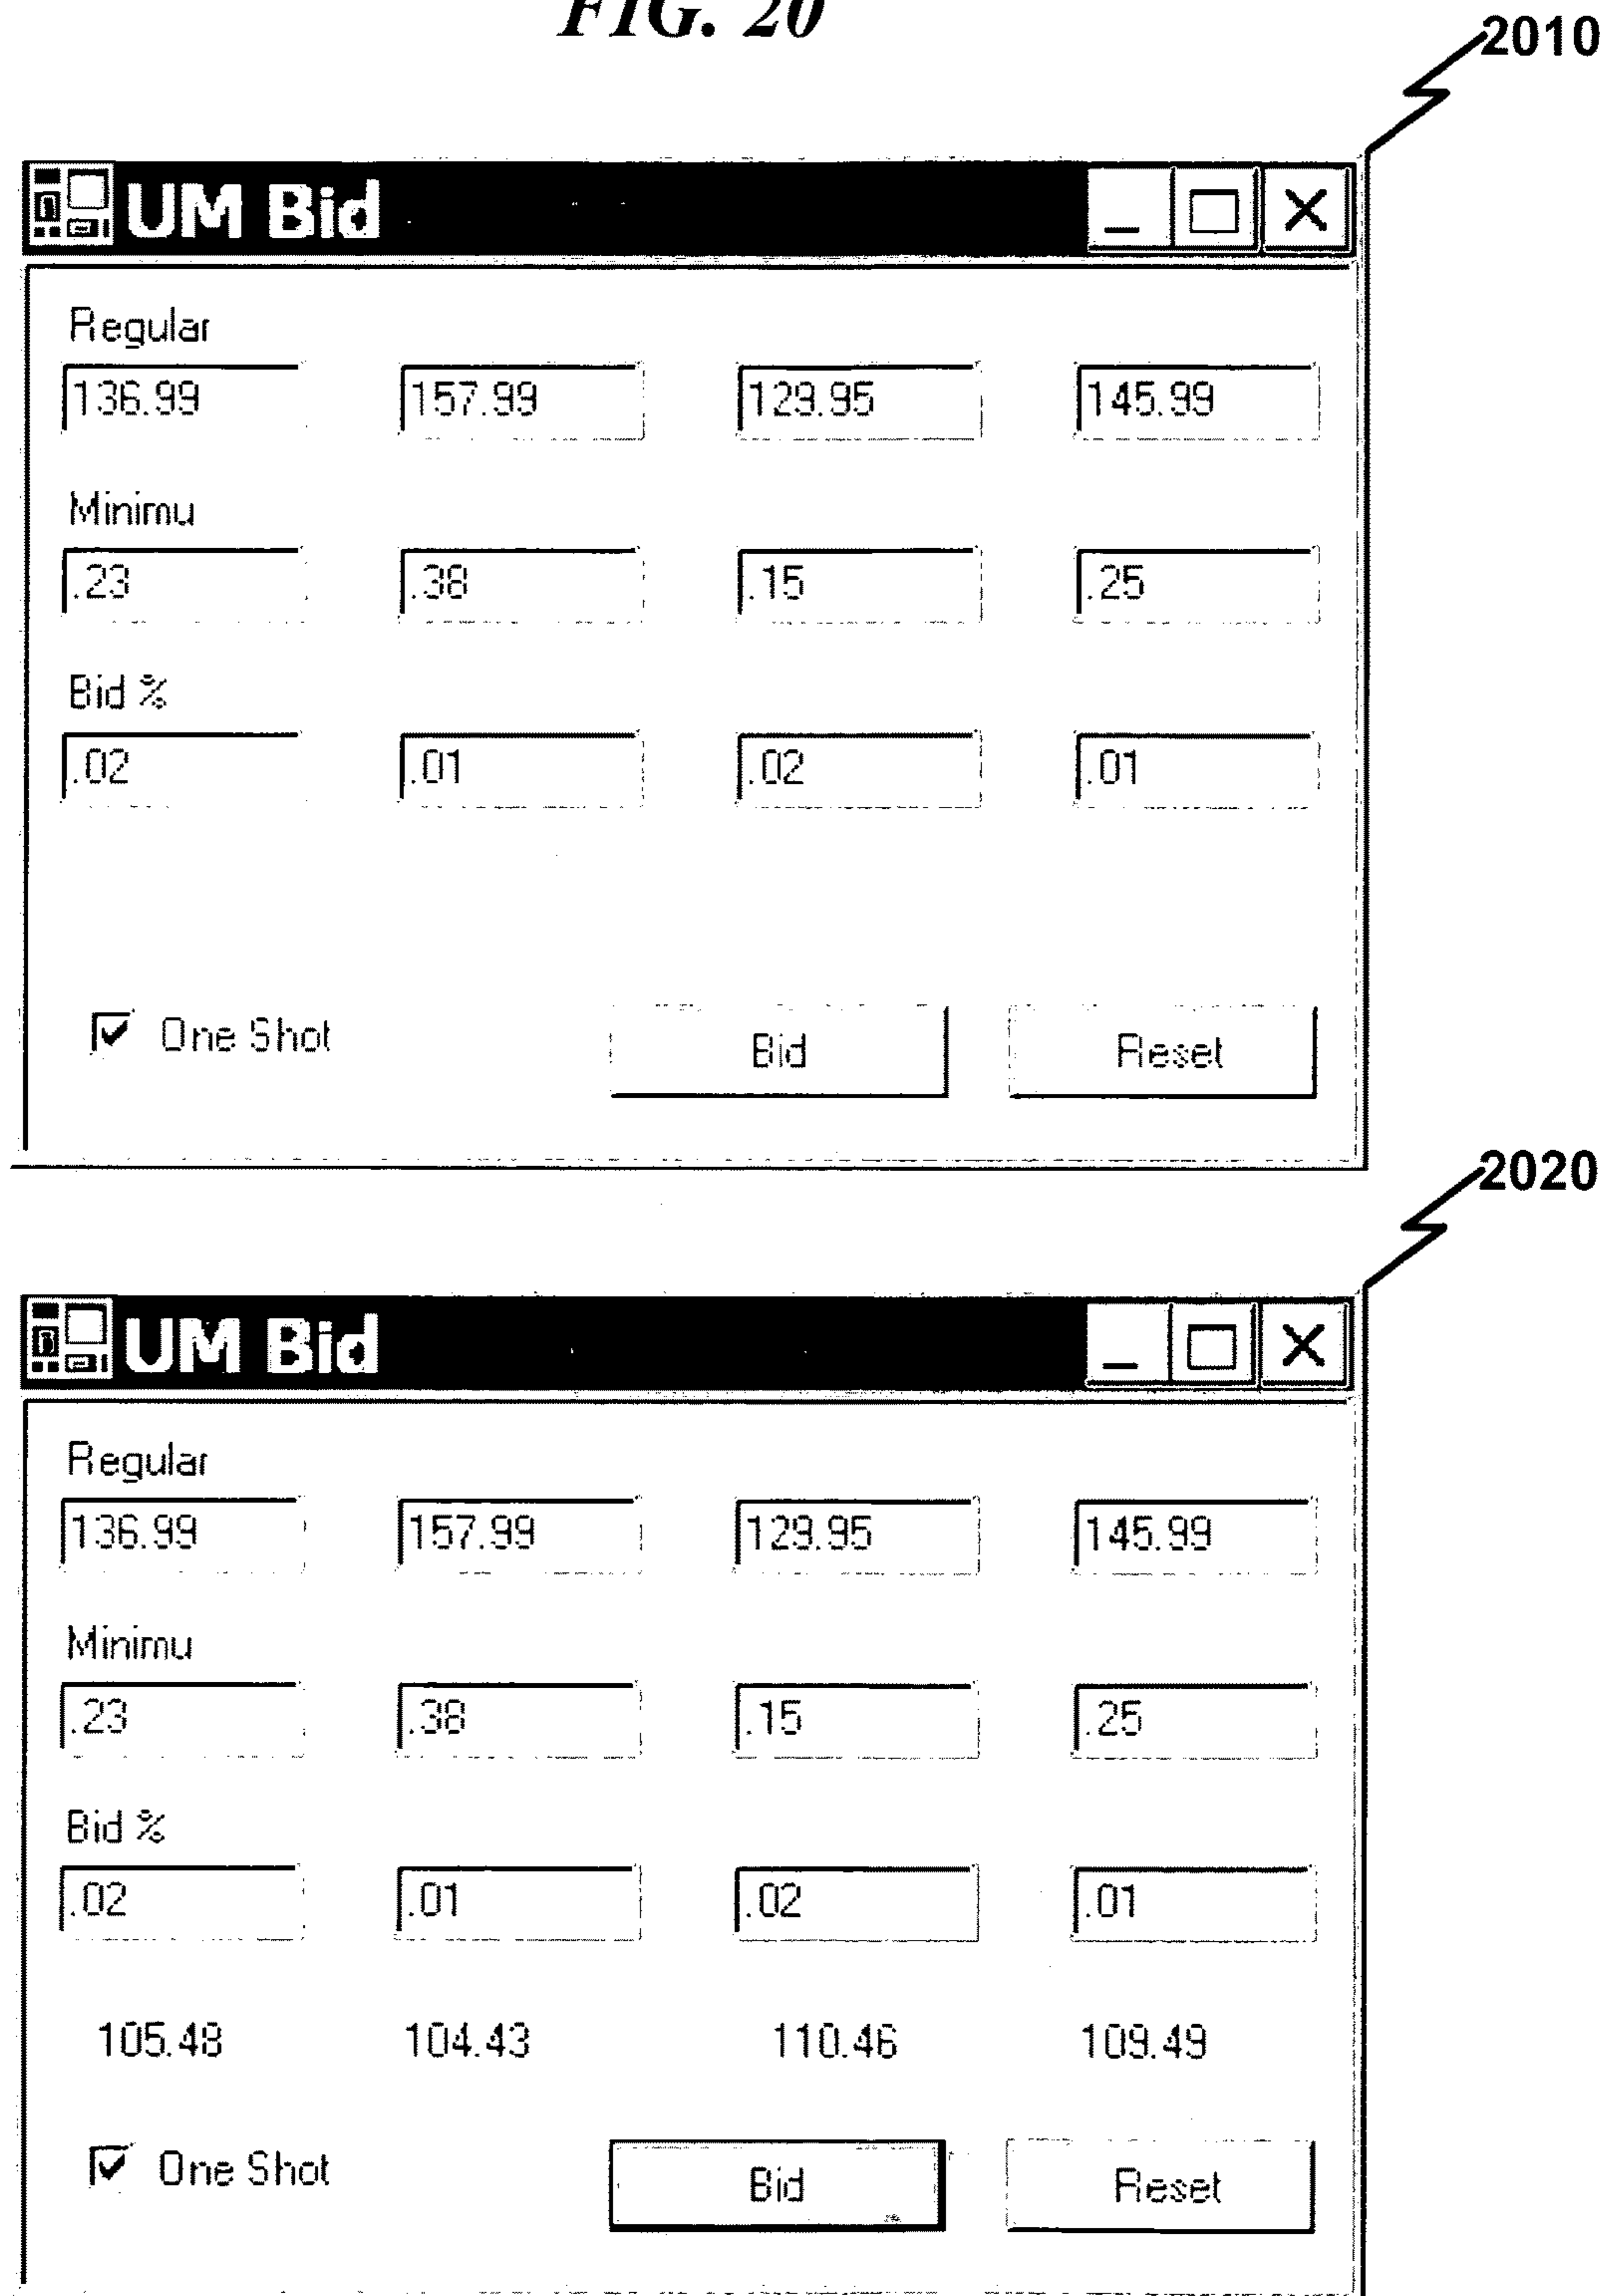 FIG. 20
2010
UM Bid
Regular
136.99 157.99 129.95 145.99
Minimu
.23 .38 .15 .25
Bid %
.02 .01 .02 .01
One Shot Bid Reset
2020
UM Bid
Regular
136.99 157.99 129.95 145.99
Minimu
.23 .38 .15 .25
Bid %
.02 .01 .02 .01
105.48 104.43 110.46 109.49
One Shot Bid Reset